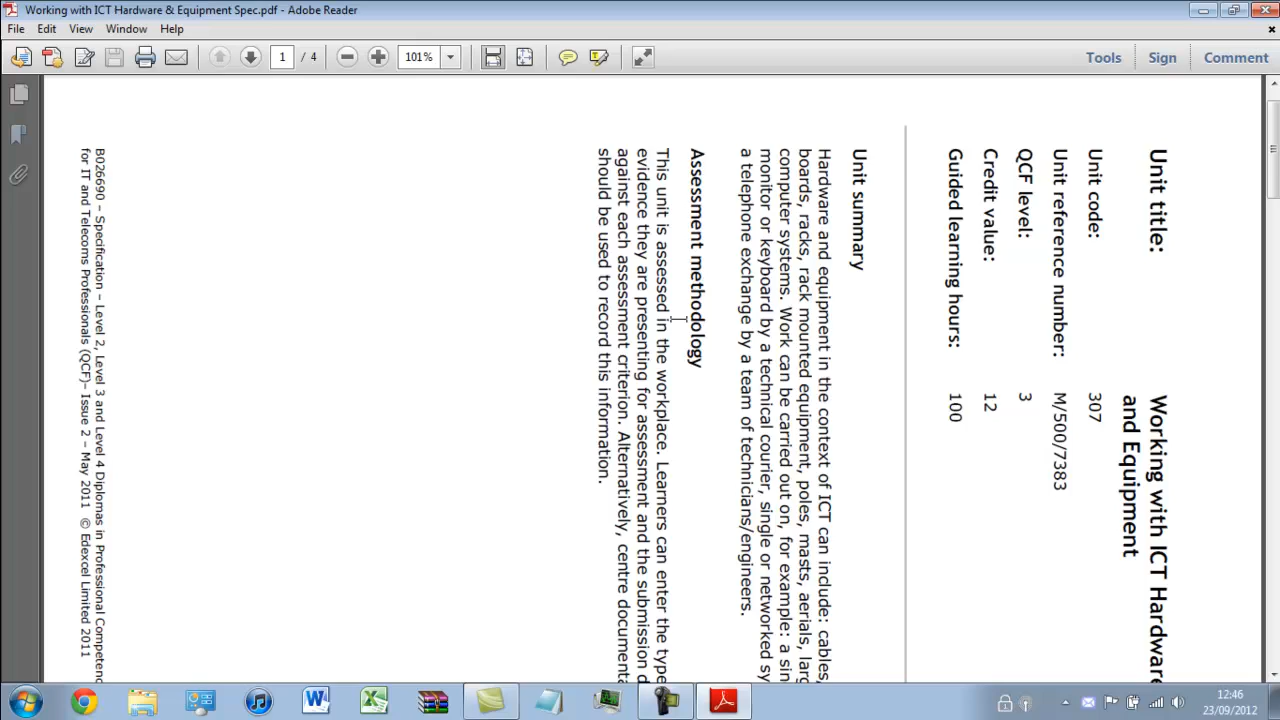 Working with ICT Hardware & Equipment Spec.pdf - Adobe Reader
File Edit View Window Help
1 / 4 101% Tools Sign Comment
Unit title: Working with ICT Hardware
and Equipment
Unit code: 307
Unit reference number: M/500/7383
QCF level: 3
Credit value: 12
Guided learning hours: 100
Unit summary
Hardware and equipment in the context of ICT can include: cables,
boards, racks, rack mounted equipment, poles, masts, aerials, larg
computer systems. Work can be carried out on, for example: a sin
monitor or keyboard by a technical courier, single or networked sy
a telephone exchange by a team of technicians/engineers.
Assessment methodology
This unit is assessed in the workplace. Learners can enter the type
evidence they are presenting for assessment and the submission d
against each assessment criterion. Alternatively, centre documenta
should be used to record this information.
B026690 – Specification – Level 2, Level 3 and Level 4 Diplomas in Professional Competenc
for IT and Telecoms Professionals (QCF)– Issue 2 – May 2011 © Edexcel Limited 2011
12:46
23/09/2012